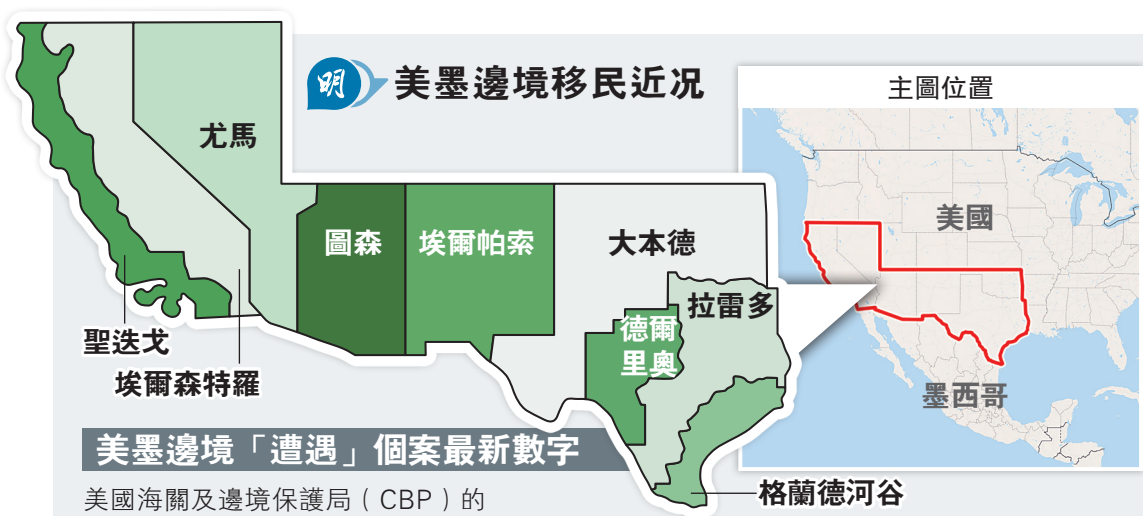 明 美墨邊境移民近況
主圖位置
尤馬
圖森
埃爾帕索
大本德
拉雷多
德爾
里奧
聖迭戈
埃爾森特羅
格蘭德河谷
美國
墨西哥
美墨邊境「遭遇」個案最新數字
美國海關及邊境保護局（CBP）的